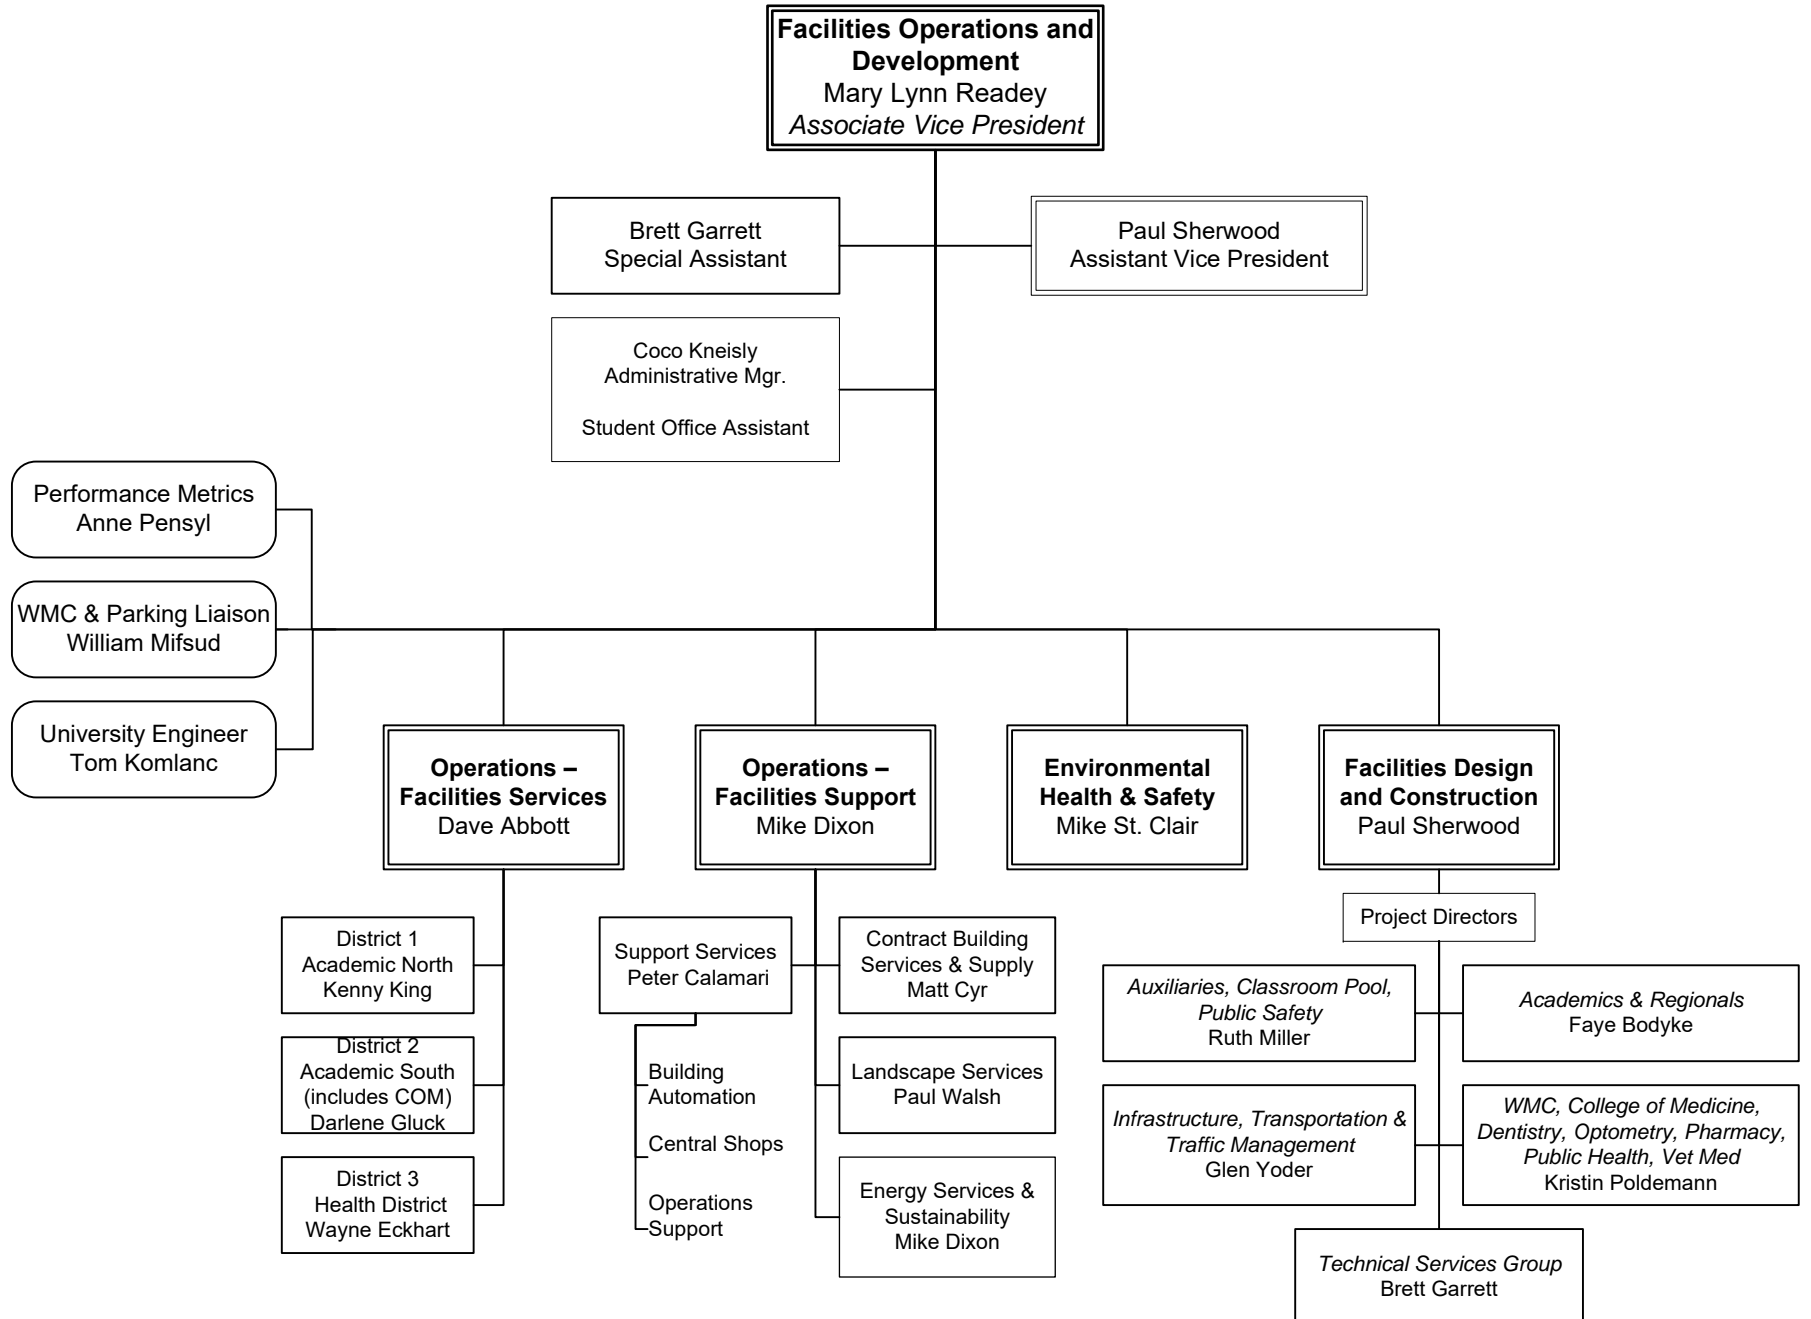 Facilities Operations and
Development
Mary Lynn Readey
Associate Vice President
Brett Garrett
Special Assistant
Paul Sherwood
Assistant Vice President
Coco Kneisly
Administrative Mgr.
Student Office Assistant
Performance Metrics
Anne Pensyl
WMC & Parking Liaison
William Mifsud
University Engineer
Tom Komlanc
Operations –
Facilities Services
Dave Abbott
Operations –
Facilities Support
Mike Dixon
Environmental
Health & Safety
Mike St. Clair
Facilities Design
and Construction
Paul Sherwood
District 1
Academic North
Kenny King
District 2
Academic South
(includes COM)
Darlene Gluck
District 3
Health District
Wayne Eckhart
Support Services
Peter Calamari
Building
Automation
Central Shops
Operations
Support
Contract Building
Services & Supply
Matt Cyr
Landscape Services
Paul Walsh
Energy Services &
Sustainability
Mike Dixon
Project Directors
Auxiliaries, Classroom Pool,
Public Safety
Ruth Miller
Academics & Regionals
Faye Bodyke
Infrastructure, Transportation &
Traffic Management
Glen Yoder
WMC, College of Medicine,
Dentistry, Optometry, Pharmacy,
Public Health, Vet Med
Kristin Poldemann
Technical Services Group
Brett Garrett